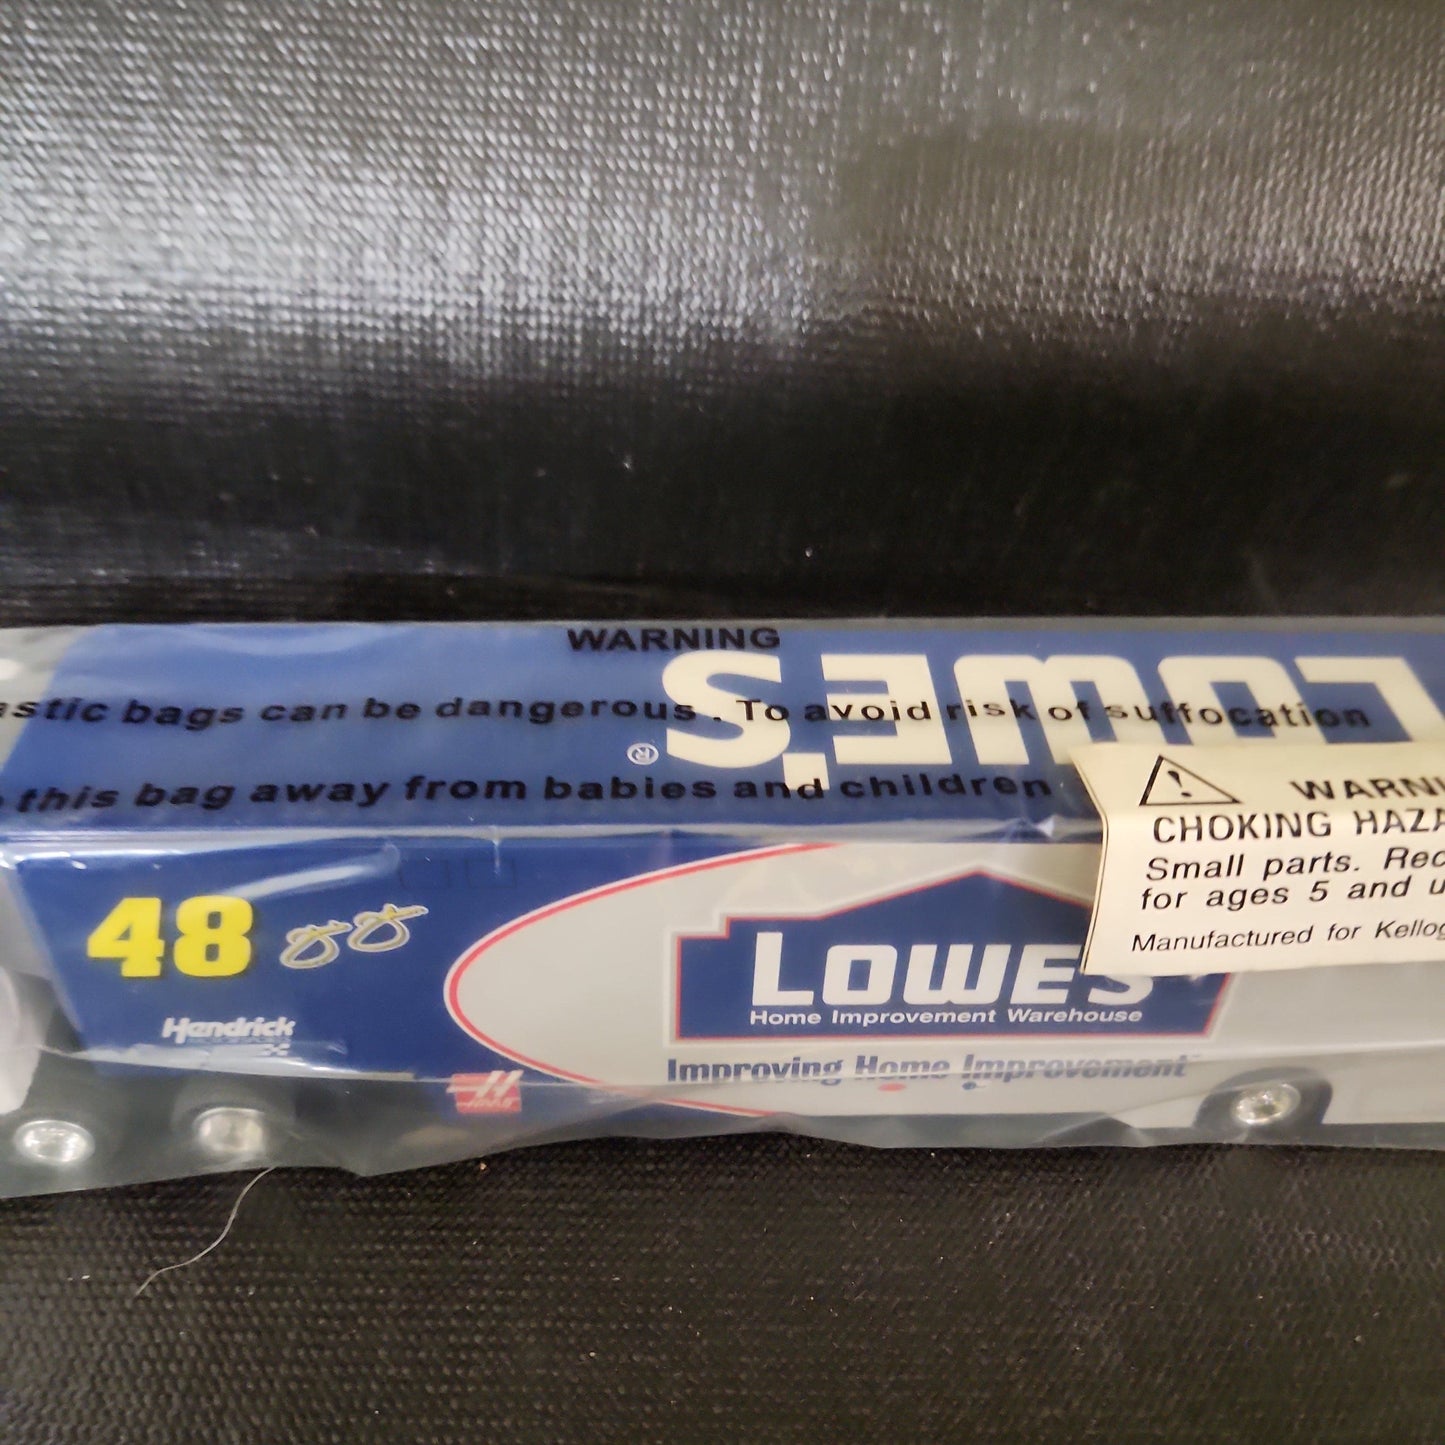 WARNING
LOWE'S
astic bags can be dangerous. To avoid risk of suffocation
®
this bag away from babies and children
WARNI
CHOKING HAZA
Small parts. Rec
for ages 5 and u
Manufactured for Kellog
48
LOWE'S
Home Improvement Warehouse
Hendrick
Improving Home Improvement
HAAS